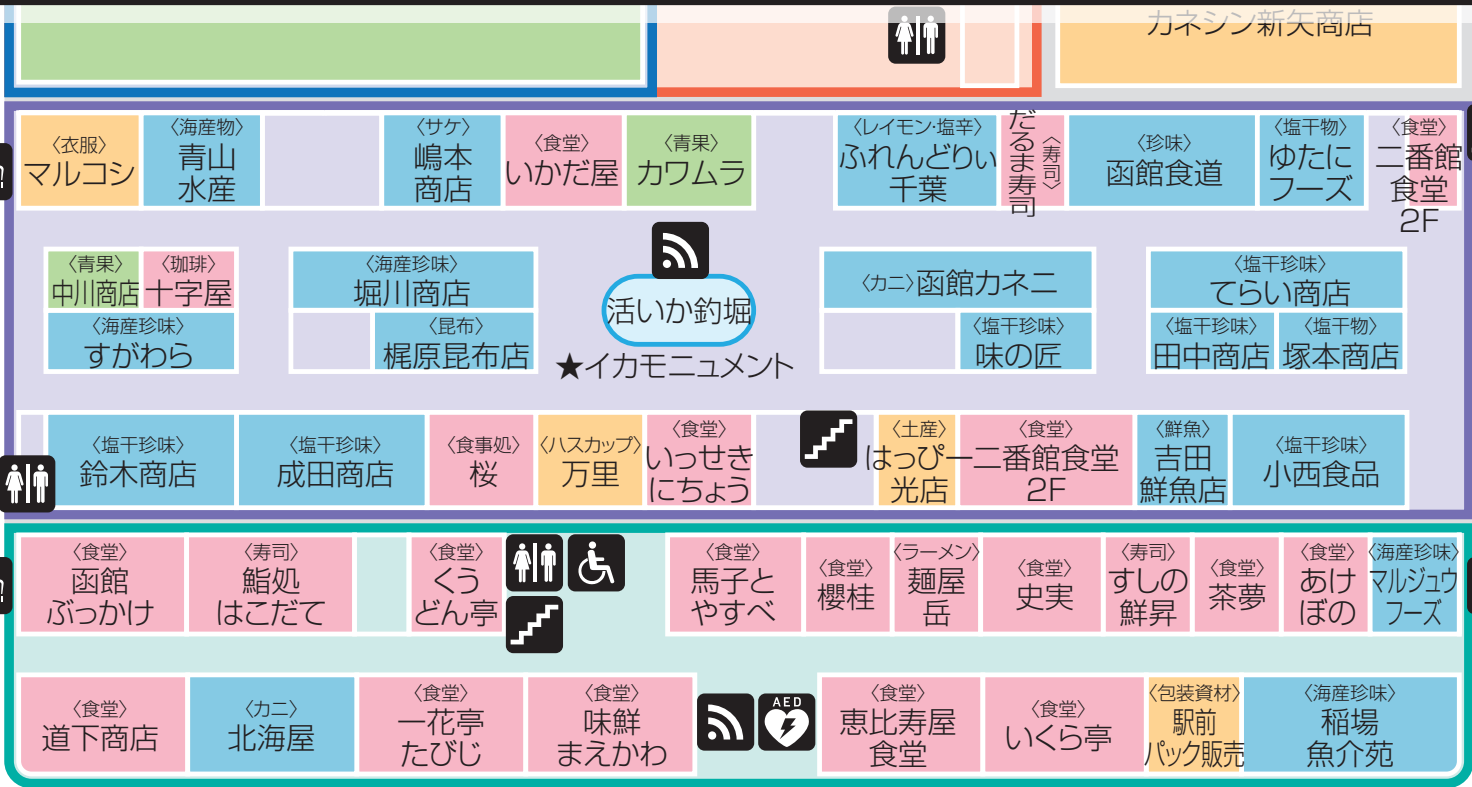 カネシン新矢商店
〈衣服〉
マルコシ
〈海産物〉
青山
水産
〈サケ〉
嶋本
商店
〈食堂〉
いかだ屋
〈青果〉
カワムラ
〈レイモン・塩辛〉
ふれんどりぃ
千葉
だるま寿司
〈寿司〉
〈珍味〉
函館食道
〈塩干物〉
ゆたに
フーズ
〈食堂〉
二番館
食堂
2F
〈青果〉
中川商店
〈珈琲〉
十字屋
〈海産珍味〉
すがわら
〈海産珍味〉
堀川商店
〈昆布〉
梶原昆布店
活いか釣堀
★イカモニュメント
〈カニ〉函館カネニ
〈塩干珍味〉
味の匠
〈塩干珍味〉
てらい商店
〈塩干珍味〉
田中商店
〈塩干物〉
塚本商店
〈塩干珍味〉
鈴木商店
〈塩干珍味〉
成田商店
〈食事処〉
桜
〈ハスカップ〉
万里
〈食堂〉
いっせき
にちょう
〈土産〉
はっぴー
光店
〈食堂〉
二番館食堂
2F
〈鮮魚〉
吉田
鮮魚店
〈塩干珍味〉
小西食品
〈食堂〉
函館
ぶっかけ
〈寿司〉
鮨処
はこだて
〈食堂〉
くう
どん亭
〈食堂〉
馬子と
やすべ
〈食堂〉
櫻桂
〈ラーメン〉
麺屋
岳
〈食堂〉
史実
〈寿司〉
すしの
鮮昇
〈食堂〉
茶夢
〈食堂〉
あけ
ぼの
〈海産珍味〉
マルジュウ
フーズ
〈食堂〉
道下商店
〈カニ〉
北海屋
〈食堂〉
一花亭
たびじ
〈食堂〉
味鮮
まえかわ
AED
〈食堂〉
恵比寿屋
食堂
〈食堂〉
いくら亭
〈包装資材〉
駅前
パック販売
〈海産珍味〉
稲場
魚介苑